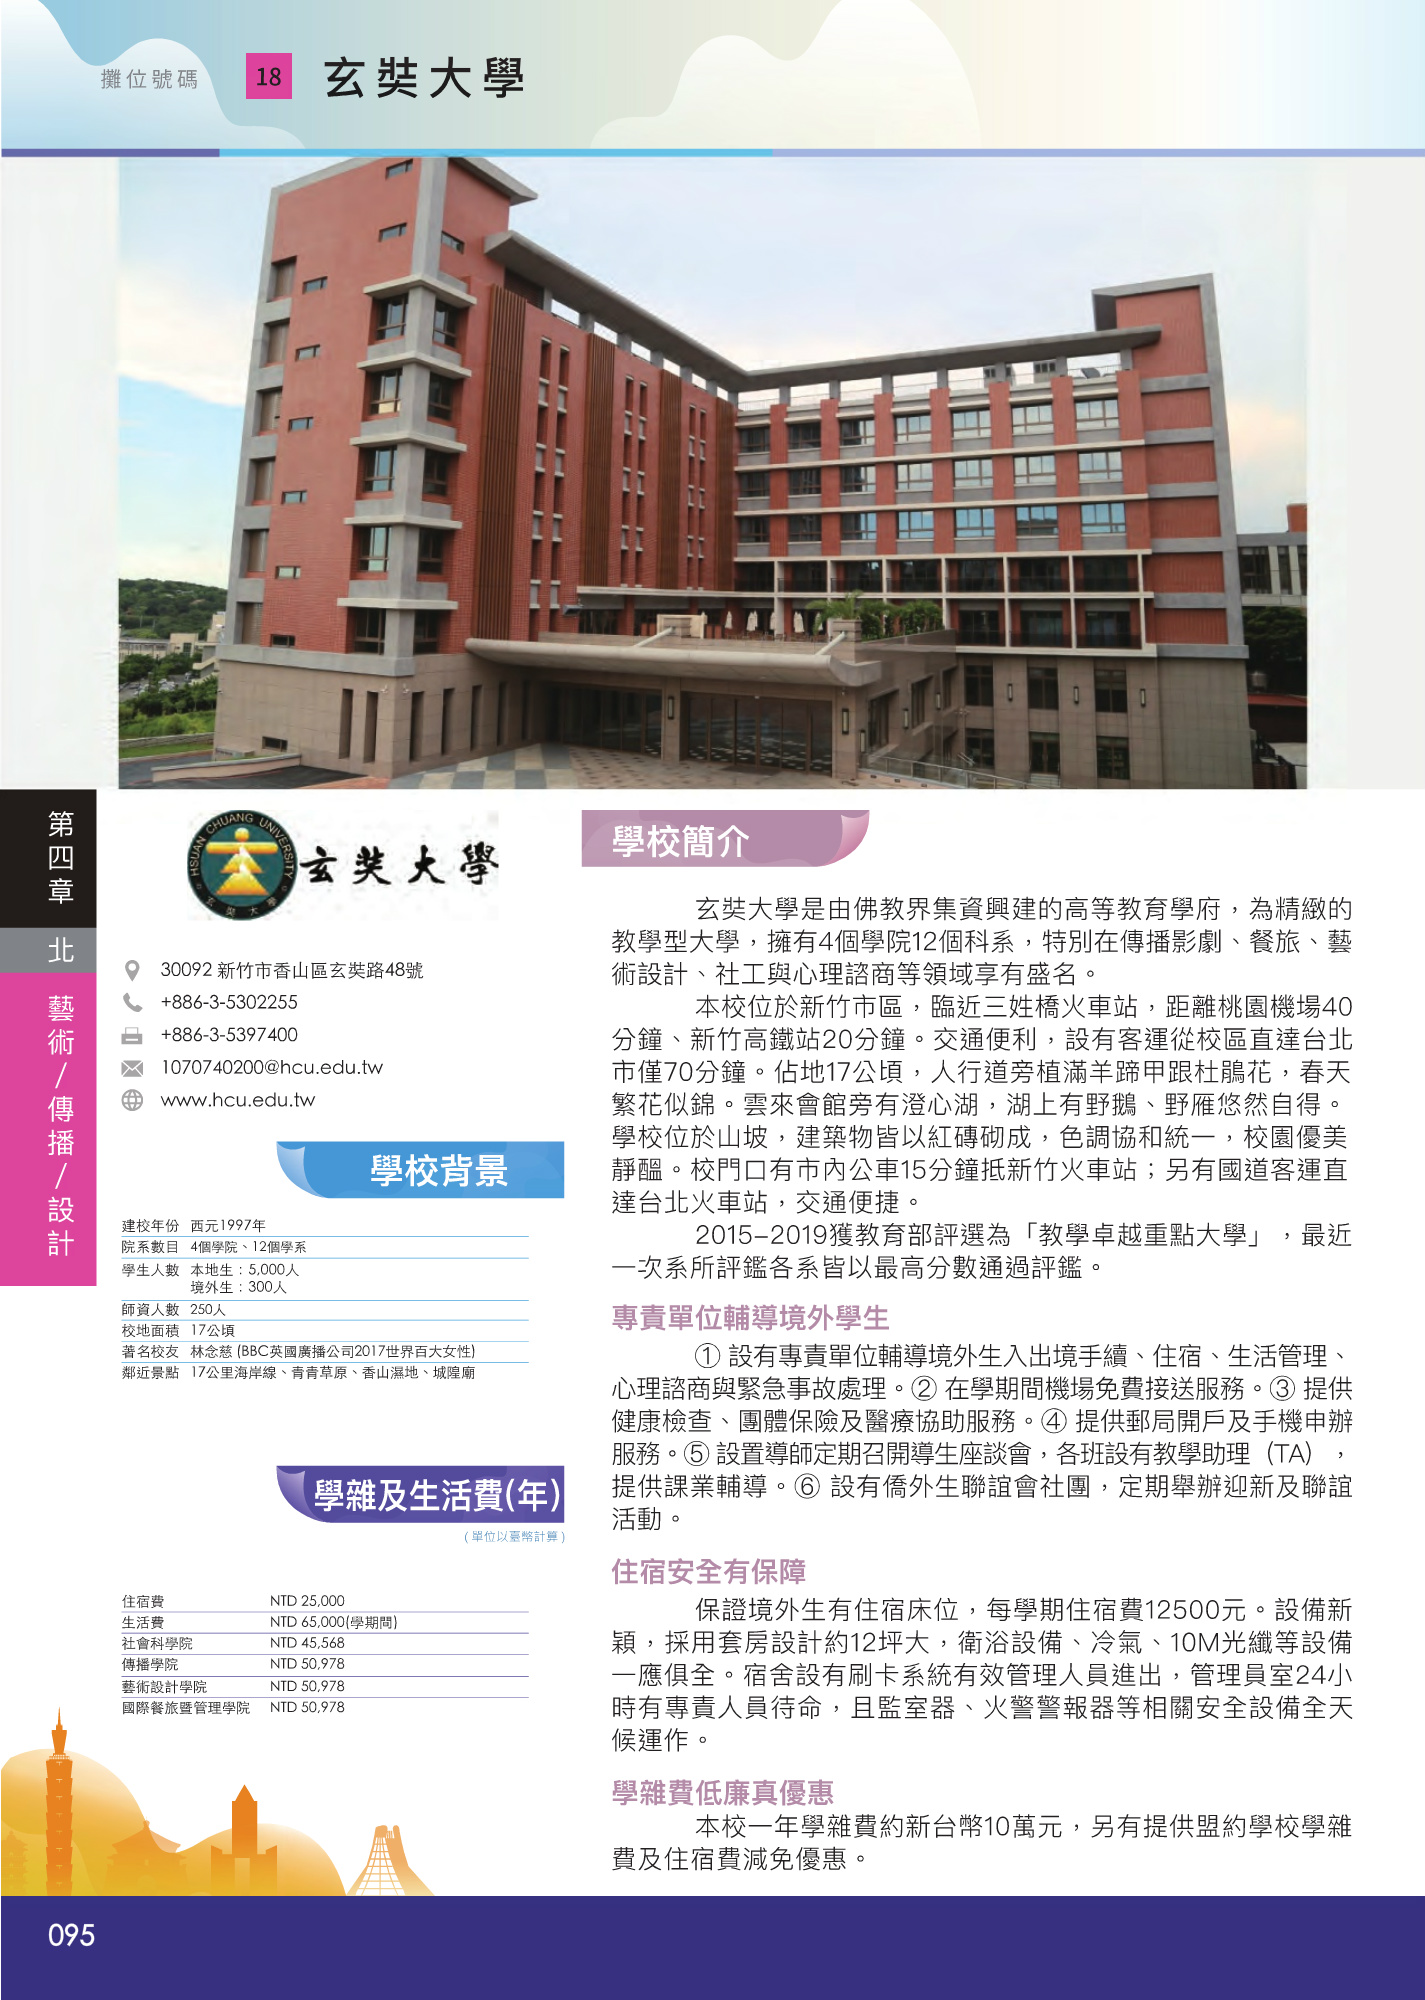 攤位號碼 18 玄奘大學
HSUAN CHUANG UNIVERSITY
玄奘大學
玄奘大學
第四章
北
藝術/傳播/設計
30092 新竹市香山區玄奘路48號
+886-3-5302255
+886-3-5397400
1070740200@hcu.edu.tw
www.hcu.edu.tw
學校背景
建校年份 西元1997年
院系數目 4個學院、12個學系
學生人數 本地生：5,000人
境外生：300人
師資人數 250人
校地面積 17公頃
著名校友 林念慈 (BBC英國廣播公司2017世界百大女性)
鄰近景點 17公里海岸線、青青草原、香山濕地、城隍廟
學雜及生活費(年)
(單位以臺幣計算)
住宿費 NTD 25,000
生活費 NTD 65,000(學期間)
社會科學院 NTD 45,568
傳播學院 NTD 50,978
藝術設計學院 NTD 50,978
國際餐旅暨管理學院 NTD 50,978
學校簡介
玄奘大學是由佛教界集資興建的高等教育學府，為精緻的
教學型大學，擁有4個學院12個科系，特別在傳播影劇、餐旅、藝
術設計、社工與心理諮商等領域享有盛名。
本校位於新竹市區，臨近三姓橋火車站，距離桃園機場40
分鐘、新竹高鐵站20分鐘。交通便利，設有客運從校區直達台北
市僅70分鐘。佔地17公頃，人行道旁植滿羊蹄甲跟杜鵑花，春天
繁花似錦。雲來會館旁有澄心湖，湖上有野鵝、野雁悠然自得。
學校位於山坡，建築物皆以紅磚砌成，色調協和統一，校園優美
靜謐。校門口有市內公車15分鐘抵新竹火車站；另有國道客運直
達台北火車站，交通便捷。
2015-2019獲教育部評選為「教學卓越重點大學」，最近
一次系所評鑑各系皆以最高分數通過評鑑。
專責單位輔導境外學生
① 設有專責單位輔導境外生入出境手續、住宿、生活管理、
心理諮商與緊急事故處理。② 在學期間機場免費接送服務。③ 提供
健康檢查、團體保險及醫療協助服務。④ 提供郵局開戶及手機申辦
服務。⑤ 設置導師定期召開導生座談會，各班設有教學助理（TA），
提供課業輔導。⑥ 設有僑外生聯誼會社團，定期舉辦迎新及聯誼
活動。
住宿安全有保障
保證境外生有住宿床位，每學期住宿費12500元。設備新
穎，採用套房設計約12坪大，衛浴設備、冷氣、10M光纖等設備
一應俱全。宿舍設有刷卡系統有效管理人員進出，管理員室24小
時有專責人員待命，且監室器、火警警報器等相關安全設備全天
候運作。
學雜費低廉真優惠
本校一年學雜費約新台幣10萬元，另有提供盟約學校學雜
費及住宿費減免優惠。
095